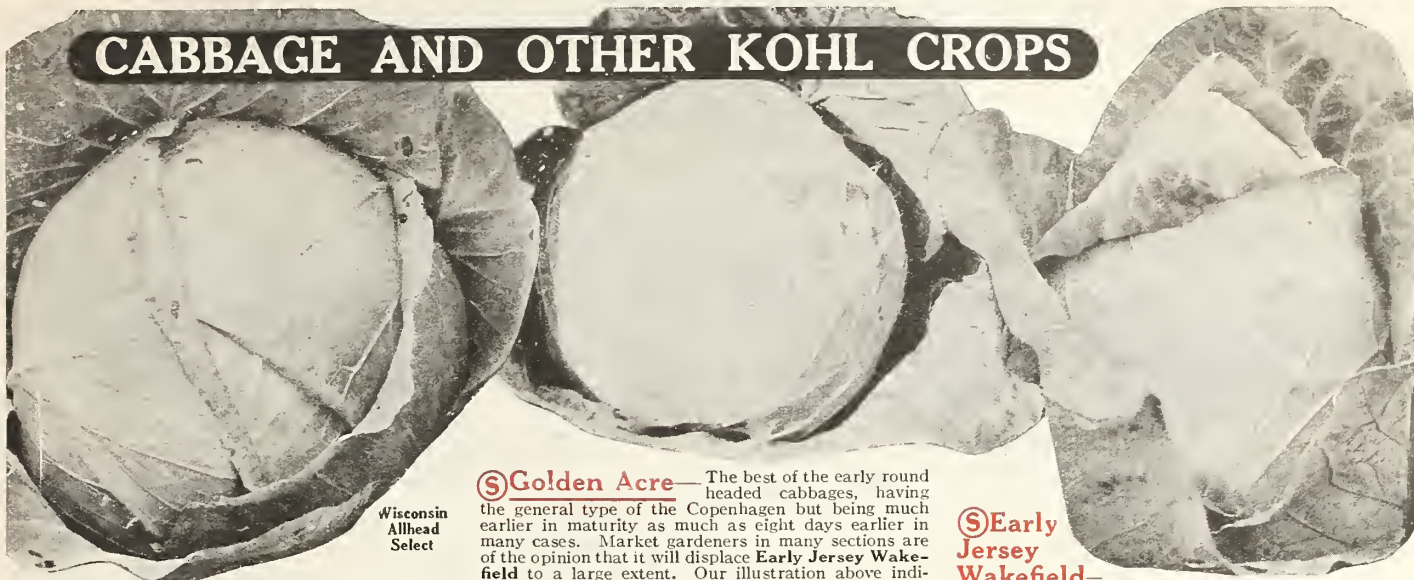 CABBAGE AND OTHER KOHL CROPS
Wisconsin
Allhead
Select
ⓈGolden Acre—The best of the early round
headed cabbages, having
the general type of the Copenhagen but being much
earlier in maturity as much as eight days earlier in
many cases. Market gardeners in many sections are
of the opinion that it will displace Early Jersey Wake-
field to a large extent. Our illustration above indi-
ⓈEarly
Jersey
Wakefield—